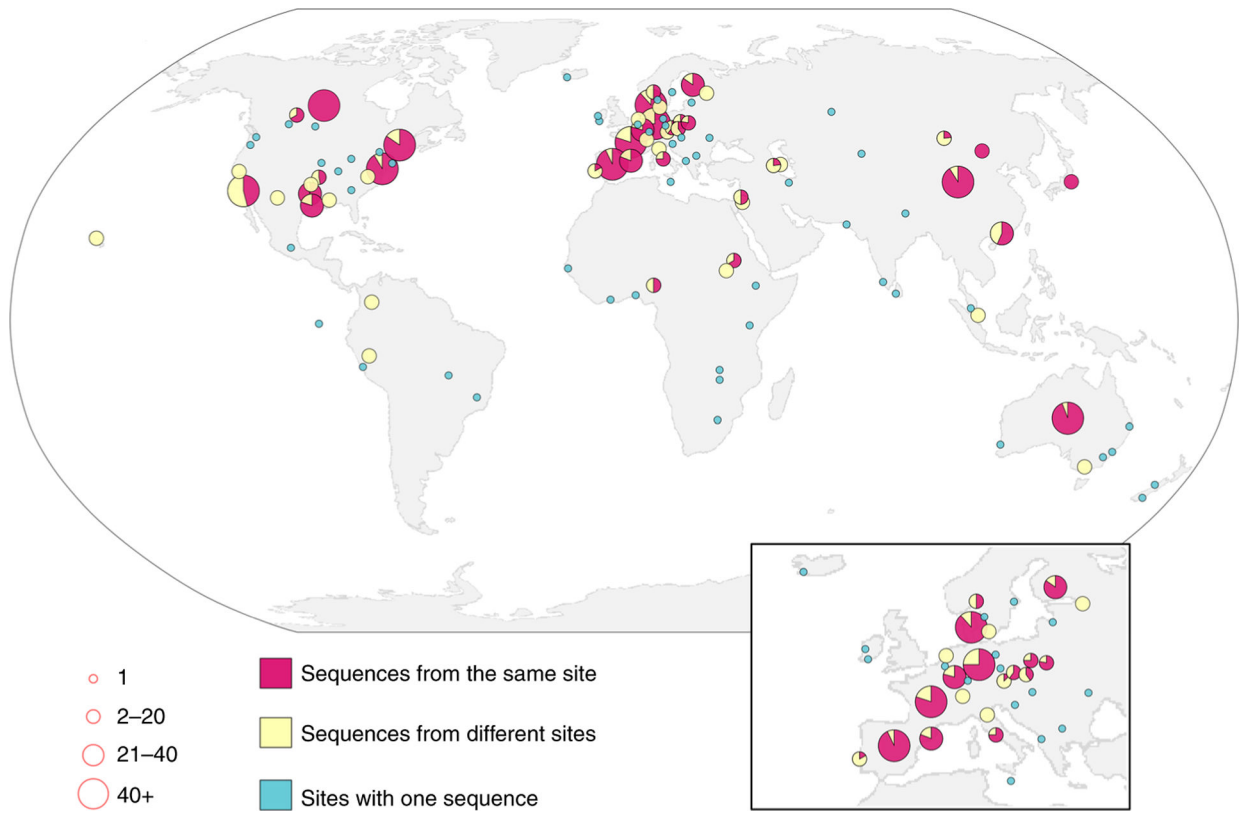 1
2–20
21–40
40+
Sequences from the same site
Sequences from different sites
Sites with one sequence